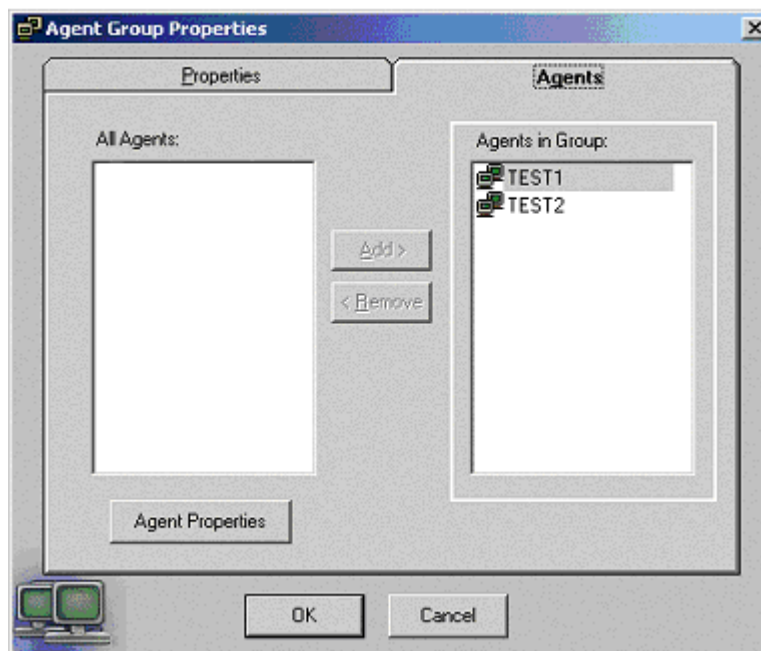 Agent Group Properties
Properties
Agents
All Agents:
Agents in Group:
TEST1
TEST2
Add >
< Remove
Agent Properties
OK
Cancel